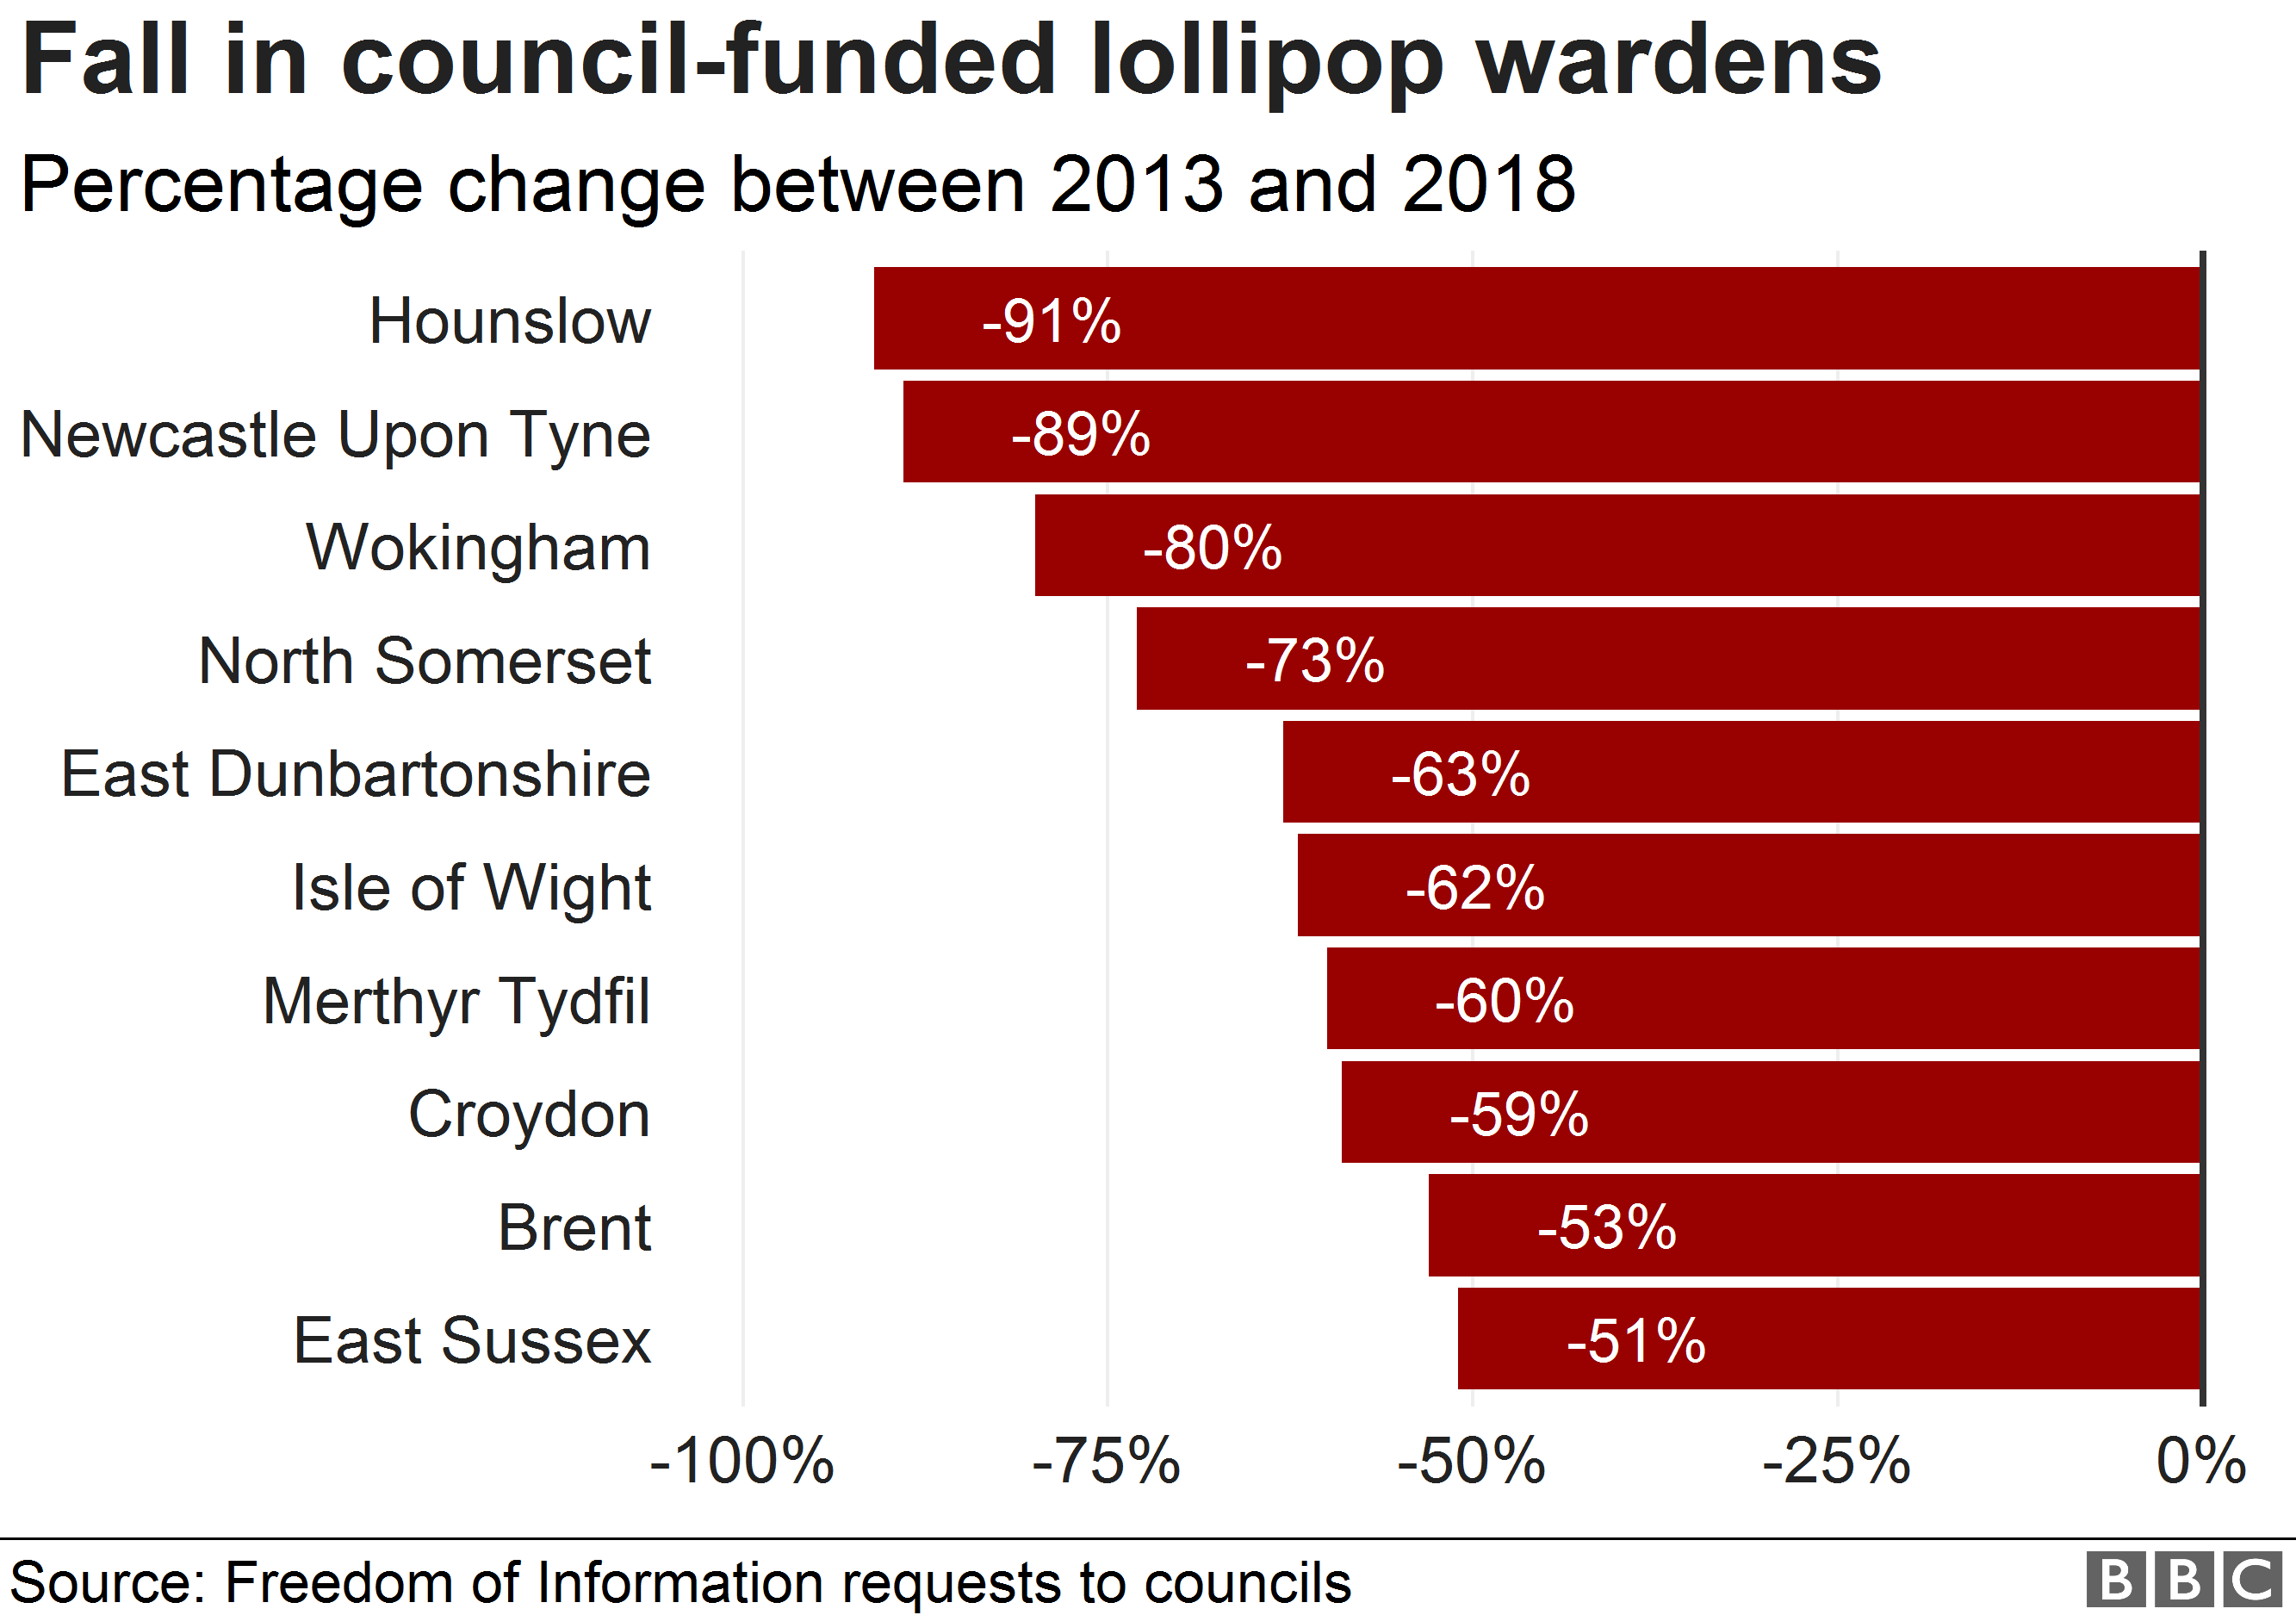 Fall in council-funded lollipop wardens
Percentage change between 2013 and 2018
Hounslow -91%
Newcastle Upon Tyne -89%
Wokingham -80%
North Somerset -73%
East Dunbartonshire -63%
Isle of Wight -62%
Merthyr Tydfil -60%
Croydon -59%
Brent -53%
East Sussex -51%
-100% -75% -50% -25% 0%
Source: Freedom of Information requests to councils BBC